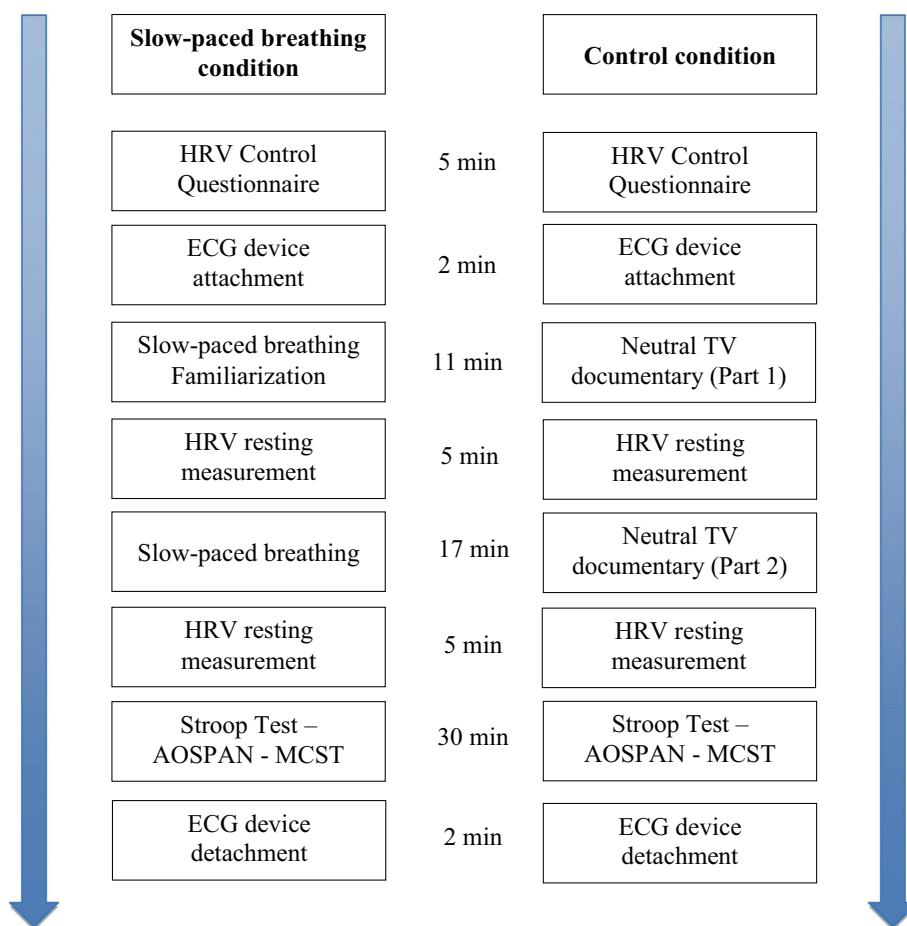 Slow-paced breathing
condition
Control condition
HRV Control
Questionnaire
5 min
HRV Control
Questionnaire
ECG device
attachment
2 min
ECG device
attachment
Slow-paced breathing
Familiarization
11 min
Neutral TV
documentary (Part 1)
HRV resting
measurement
5 min
HRV resting
measurement
Slow-paced breathing
17 min
Neutral TV
documentary (Part 2)
HRV resting
measurement
5 min
HRV resting
measurement
Stroop Test –
AOSPAN - MCST
30 min
Stroop Test –
AOSPAN - MCST
ECG device
detachment
2 min
ECG device
detachment